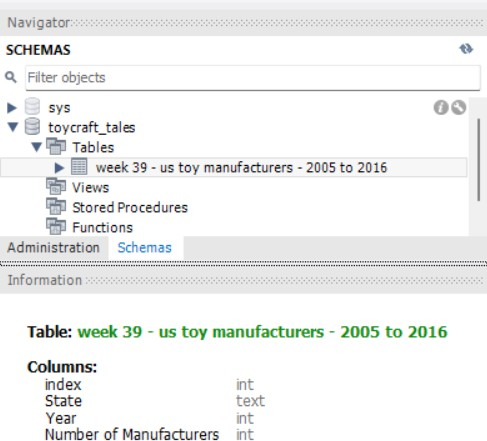 Navigator
SCHEMAS
Filter objects
sys
toycraft_tales
Tables
week 39 - us toy manufacturers - 2005 to 2016
Views
Stored Procedures
Functions
Administration Schemas
Information
Table: week 39 - us toy manufacturers - 2005 to 2016
Columns:
index int
State text
Year int
Number of Manufacturers int